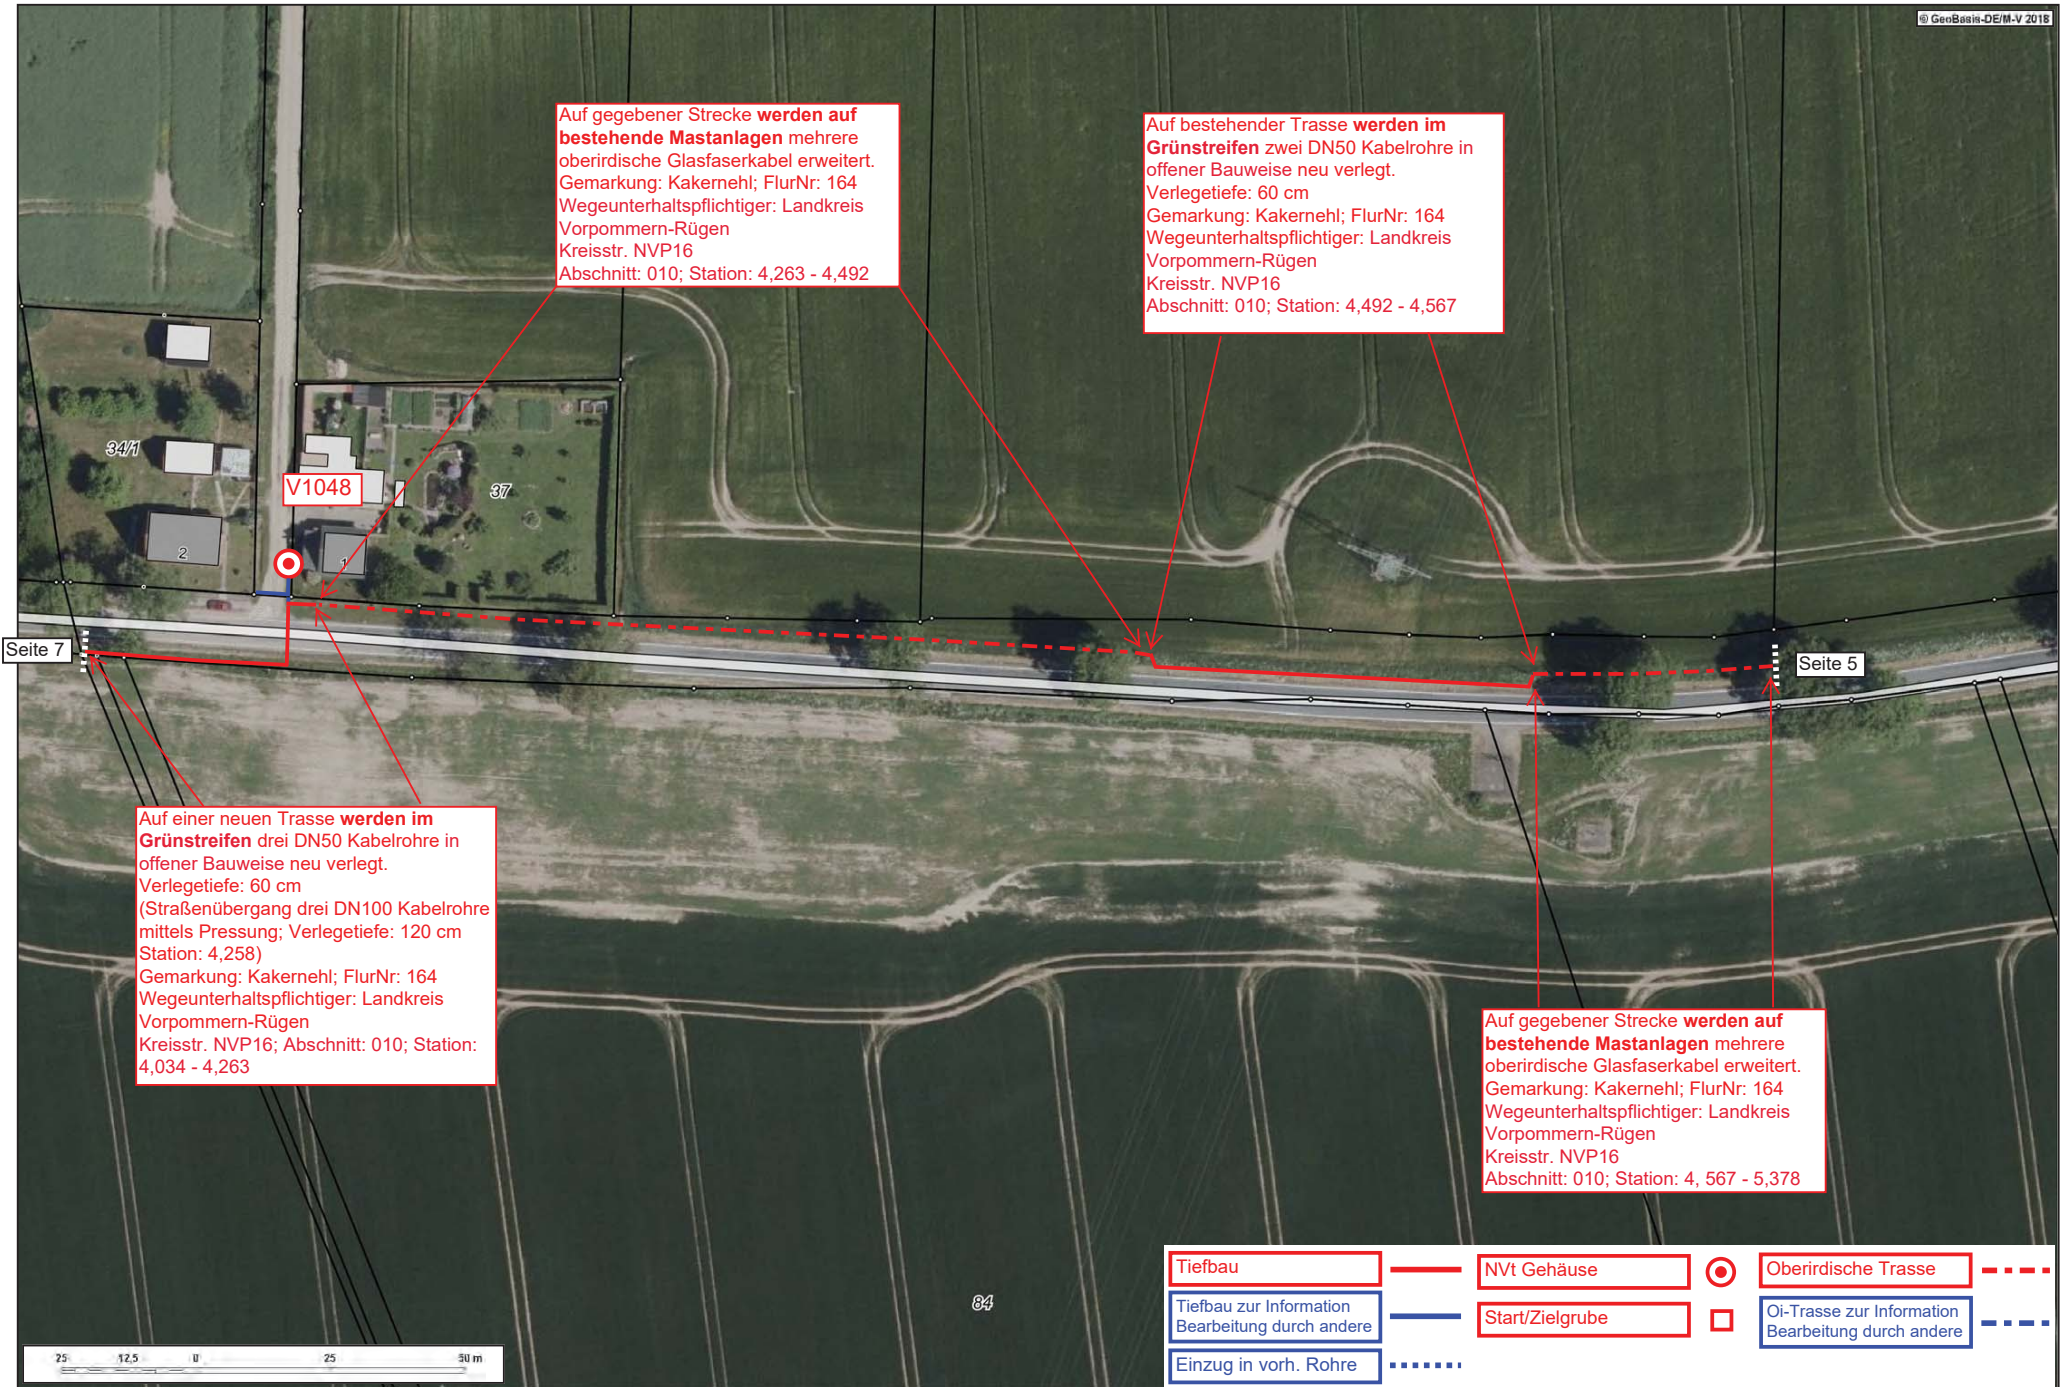 © GeoBasis-DE/M-V 2018
Auf gegebener Strecke werden auf
bestehende Mastanlagen mehrere
oberirdische Glasfaserkabel erweitert.
Gemarkung: Kakernehl; FlurNr: 164
Wegeunterhaltspflichtiger: Landkreis
Vorpommern-Rügen
Kreisstr. NVP16
Abschnitt: 010; Station: 4,263 - 4,492
Auf bestehender Trasse werden im
Grünstreifen zwei DN50 Kabelrohre in
offener Bauweise neu verlegt.
Verlegetiefe: 60 cm
Gemarkung: Kakernehl; FlurNr: 164
Wegeunterhaltspflichtiger: Landkreis
Vorpommern-Rügen
Kreisstr. NVP16
Abschnitt: 010; Station: 4,492 - 4,567
34/1
V1048
37
2
1
Seite 7
Seite 5
Auf einer neuen Trasse werden im
Grünstreifen drei DN50 Kabelrohre in
offener Bauweise neu verlegt.
Verlegetiefe: 60 cm
(Straßenübergang drei DN100 Kabelrohre
mittels Pressung; Verlegetiefe: 120 cm
Station: 4,258)
Gemarkung: Kakernehl; FlurNr: 164
Wegeunterhaltspflichtiger: Landkreis
Vorpommern-Rügen
Kreisstr. NVP16; Abschnitt: 010; Station:
4,034 - 4,263
Auf gegebener Strecke werden auf
bestehende Mastanlagen mehrere
oberirdische Glasfaserkabel erweitert.
Gemarkung: Kakernehl; FlurNr: 164
Wegeunterhaltspflichtiger: Landkreis
Vorpommern-Rügen
Kreisstr. NVP16
Abschnitt: 010; Station: 4, 567 - 5,378
84
Tiefbau
NVt Gehäuse
Oberirdische Trasse
Tiefbau zur Information
Bearbeitung durch andere
Start/Zielgrube
Oi-Trasse zur Information
Bearbeitung durch andere
Einzug in vorh. Rohre
25 12,5 0 25 50 m